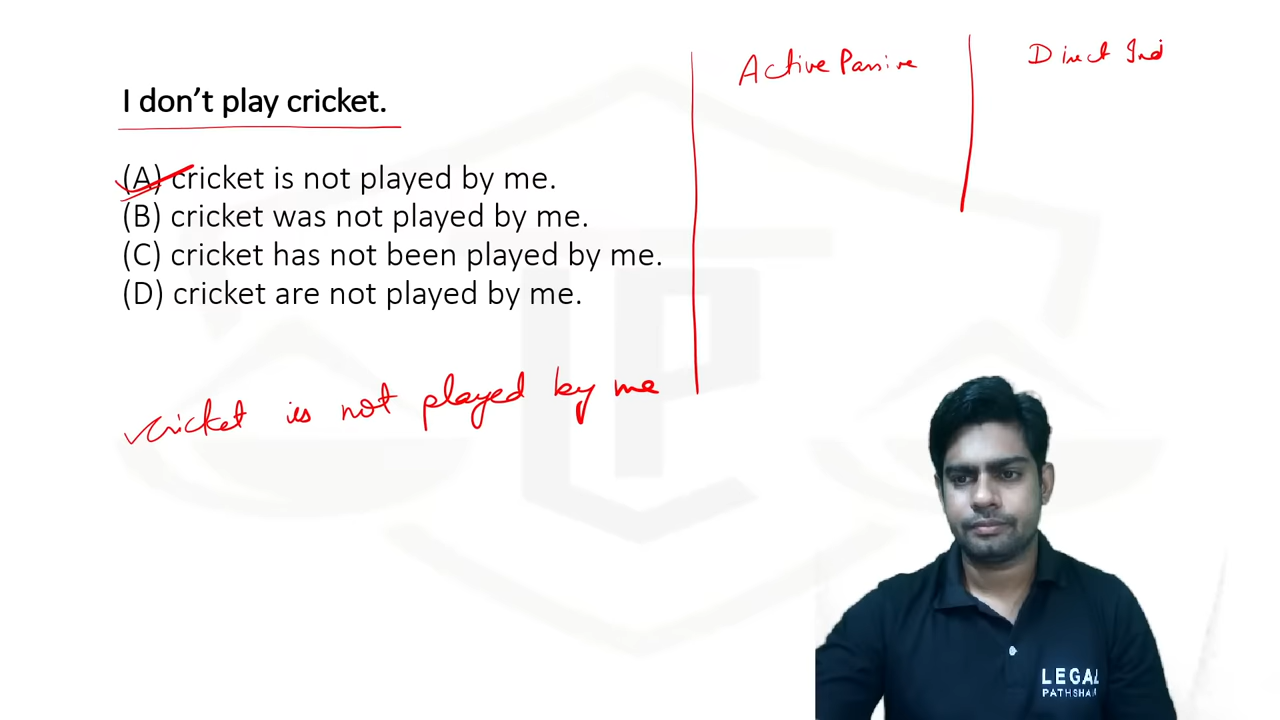 Active Passive
Direct Ind
I don’t play cricket.
(A) cricket is not played by me.
(B) cricket was not played by me.
(C) cricket has not been played by me.
(D) cricket are not played by me.
cricket is not played by me
LEGAL
PATHSHA